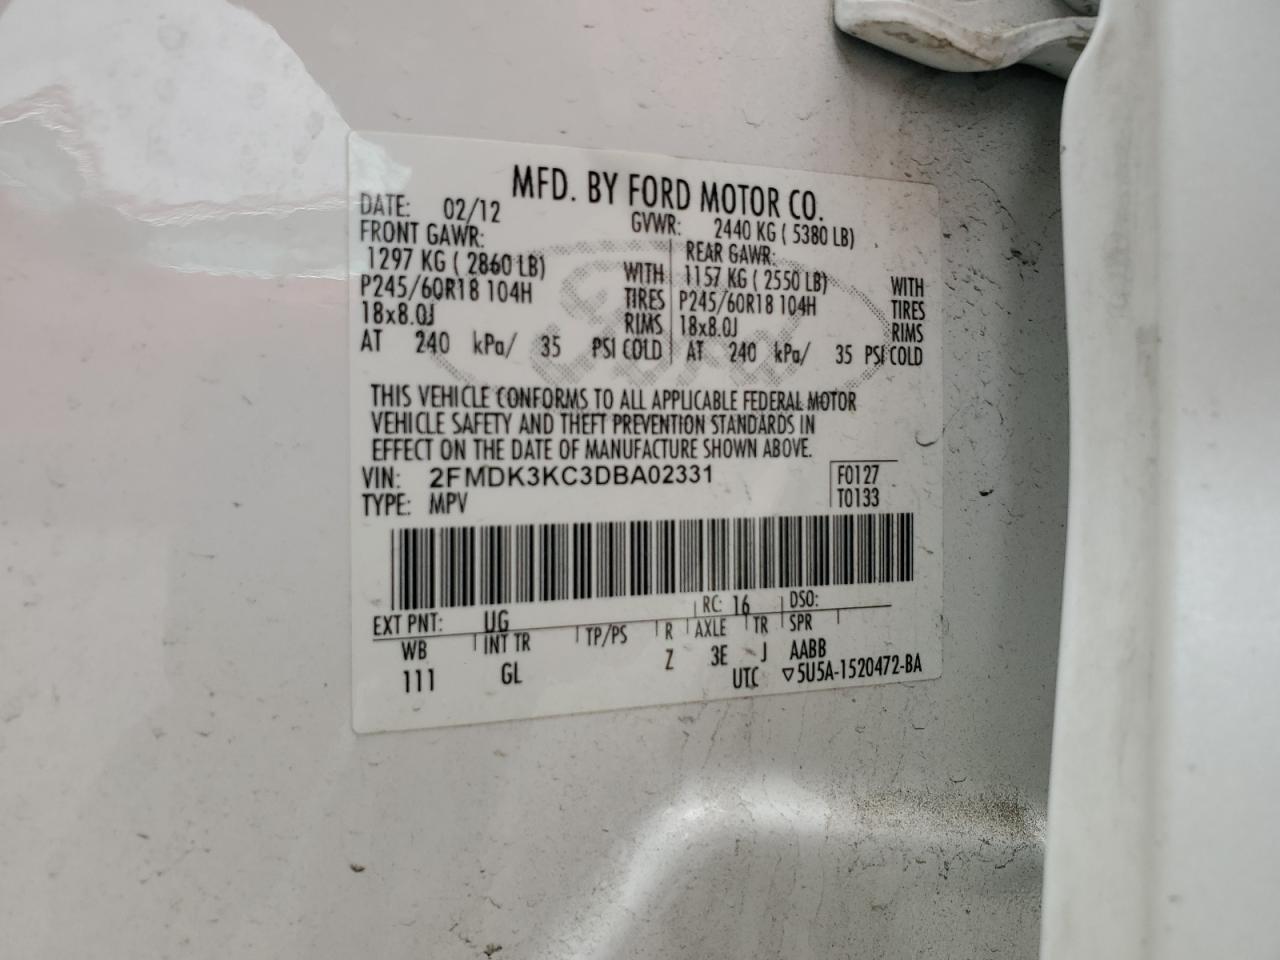 MFD. BY FORD MOTOR CO.
DATE: 02/12 GVWR: 2440 KG ( 5380 LB)
FRONT GAWR: REAR GAWR:
1297 KG ( 2860 LB) WITH 1157 KG ( 2550 LB) WITH
P245/60R18 104H TIRES P245/60R18 104H TIRES
18x8.0J RIMS 18x8.0J RIMS
AT 240 kPa/ 35 PSI COLD AT 240 kPa/ 35 PSI COLD
THIS VEHICLE CONFORMS TO ALL APPLICABLE FEDERAL MOTOR
VEHICLE SAFETY AND THEFT PREVENTION STANDARDS IN
EFFECT ON THE DATE OF MANUFACTURE SHOWN ABOVE.
VIN: 2FMDK3KC3DBA02331 F0127
TYPE: MPV T0133
EXT PNT: UG RC: 16 DSO:
WB INT TR TP/PS R AXLE TR SPR
111 GL Z 3E J AABB
UTC ▽5U5A-1520472-BA
Ford